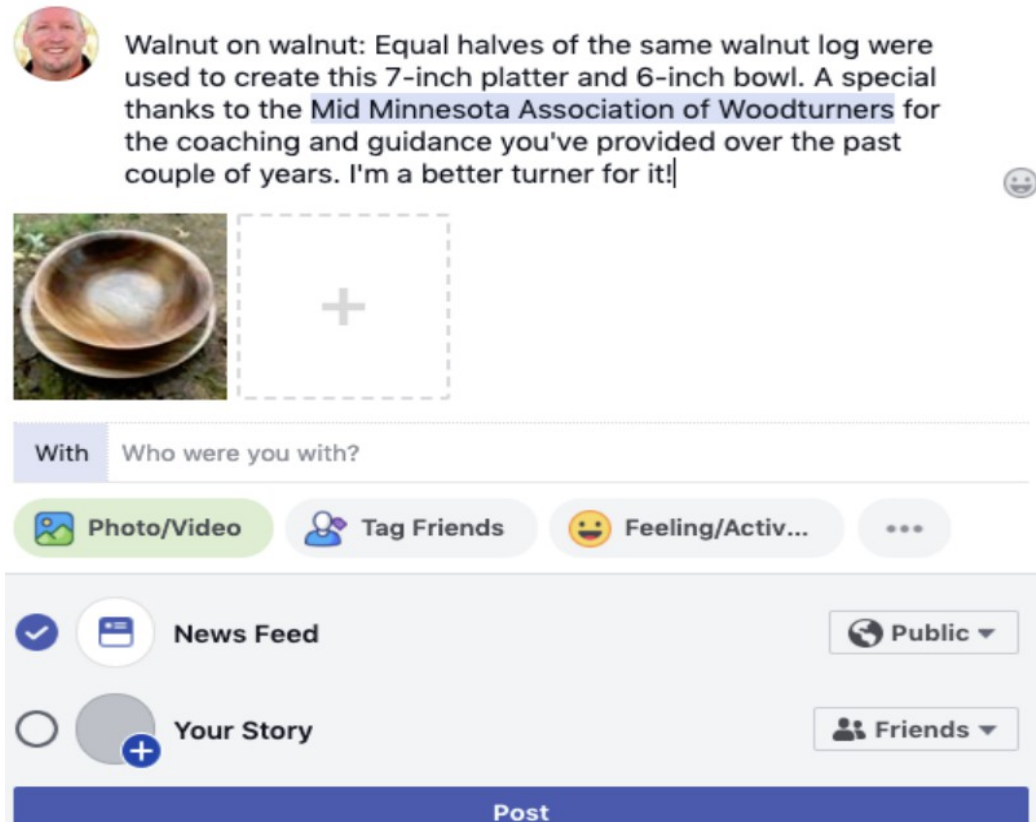 Walnut on walnut: Equal halves of the same walnut log were
used to create this 7-inch platter and 6-inch bowl. A special
thanks to the Mid Minnesota Association of Woodturners for
the coaching and guidance you've provided over the past
couple of years. I'm a better turner for it!
With Who were you with?
Photo/Video Tag Friends Feeling/Activ... 
News Feed Public
Your Story Friends
Post